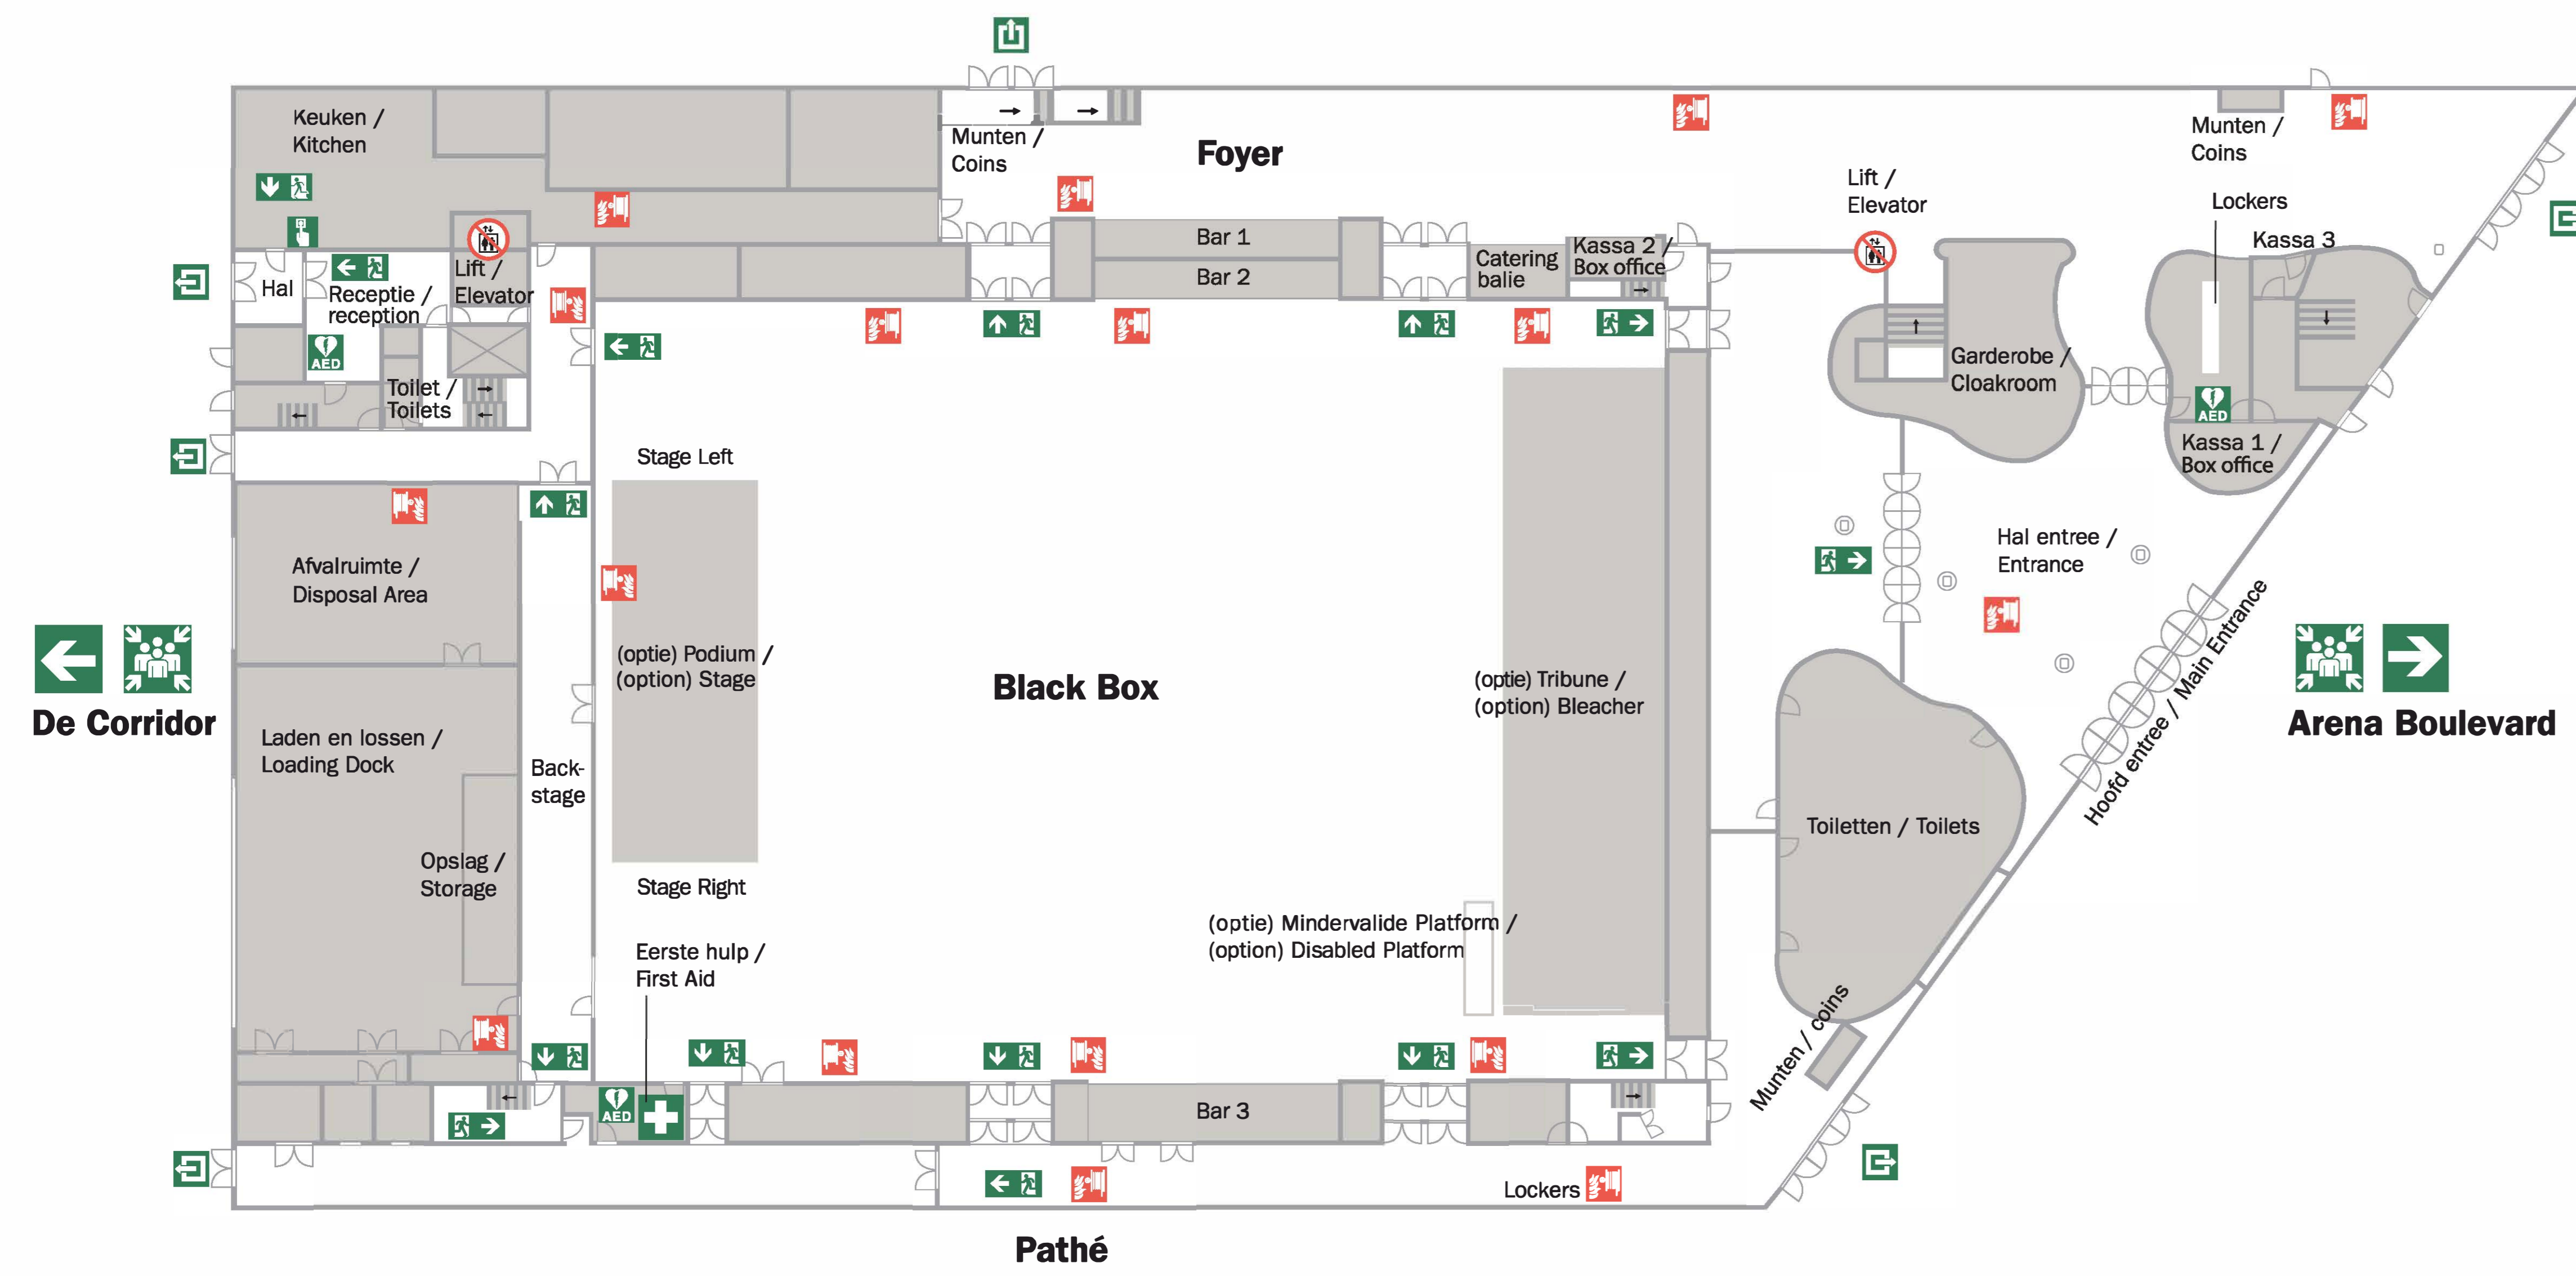 Keuken /
Kitchen
Munten /
Coins
Foyer
Munten /
Coins
Lift /
Elevator
Lockers
Kassa 3
Bar 1
Bar 2
Catering
balie
Kassa 2 /
Box office
Hal
Receptie /
reception
Lift /
Elevator
AED
Toilet /
Toilets
Garderobe /
Cloakroom
AED
Kassa 1 /
Box office
Stage Left
Hal entree /
Entrance
Afvalruimte /
Disposal Area
(optie) Podium /
(option) Stage
Black Box
(optie) Tribune /
(option) Bleacher
Hoofd entree / Main Entrance
De Corridor
Arena Boulevard
Laden en lossen /
Loading Dock
Back-
stage
Opslag /
Storage
Stage Right
Toiletten / Toilets
(optie) Mindervalide Platform /
(option) Disabled Platform
Eerste hulp /
First Aid
Munten / coins
AED
Bar 3
Lockers
Pathé